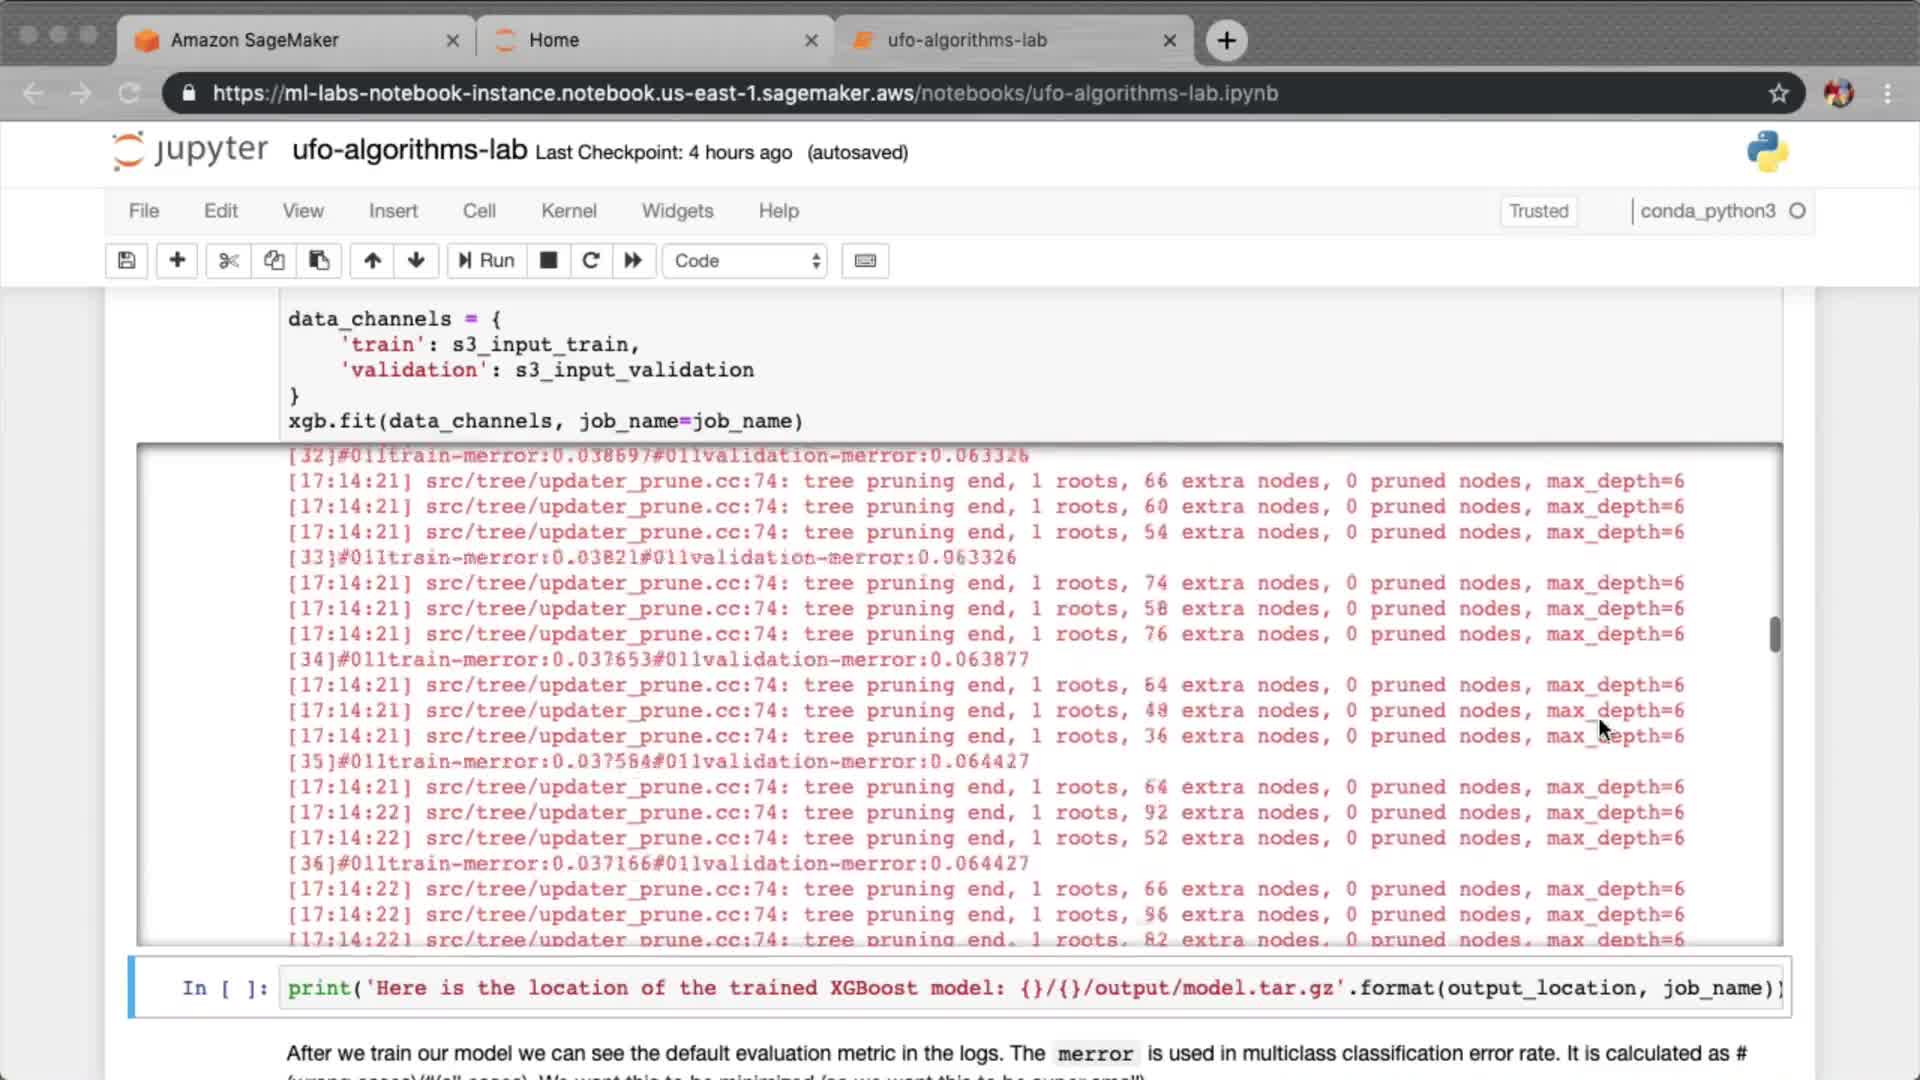 Amazon SageMaker
Home
ufo-algorithms-lab
https://ml-labs-notebook-instance.notebook.us-east-1.sagemaker.aws/notebooks/ufo-algorithms-lab.ipynb
jupyter ufo-algorithms-lab Last Checkpoint: 4 hours ago (autosaved)
File Edit View Insert Cell Kernel Widgets Help Trusted conda_python3
Run Code
data_channels = {
'train': s3_input_train,
'validation': s3_input_validation
}
xgb.fit(data_channels, job_name=job_name)
[32]#011train-merror:0.038697#011validation-merror:0.063326
[17:14:21] src/tree/updater_prune.cc:74: tree pruning end, 1 roots, 66 extra nodes, 0 pruned nodes, max_depth=6
[17:14:21] src/tree/updater_prune.cc:74: tree pruning end, 1 roots, 60 extra nodes, 0 pruned nodes, max_depth=6
[17:14:21] src/tree/updater_prune.cc:74: tree pruning end, 1 roots, 54 extra nodes, 0 pruned nodes, max_depth=6
[33]#011train-merror:0.03821#011validation-merror:0.063326
[17:14:21] src/tree/updater_prune.cc:74: tree pruning end, 1 roots, 74 extra nodes, 0 pruned nodes, max_depth=6
[17:14:21] src/tree/updater_prune.cc:74: tree pruning end, 1 roots, 58 extra nodes, 0 pruned nodes, max_depth=6
[17:14:21] src/tree/updater_prune.cc:74: tree pruning end, 1 roots, 76 extra nodes, 0 pruned nodes, max_depth=6
[34]#011train-merror:0.037653#011validation-merror:0.063877
[17:14:21] src/tree/updater_prune.cc:74: tree pruning end, 1 roots, 64 extra nodes, 0 pruned nodes, max_depth=6
[17:14:21] src/tree/updater_prune.cc:74: tree pruning end, 1 roots, 48 extra nodes, 0 pruned nodes, max_depth=6
[17:14:21] src/tree/updater_prune.cc:74: tree pruning end, 1 roots, 36 extra nodes, 0 pruned nodes, max_depth=6
[35]#011train-merror:0.037584#011validation-merror:0.064427
[17:14:21] src/tree/updater_prune.cc:74: tree pruning end, 1 roots, 64 extra nodes, 0 pruned nodes, max_depth=6
[17:14:22] src/tree/updater_prune.cc:74: tree pruning end, 1 roots, 92 extra nodes, 0 pruned nodes, max_depth=6
[17:14:22] src/tree/updater_prune.cc:74: tree pruning end, 1 roots, 52 extra nodes, 0 pruned nodes, max_depth=6
[36]#011train-merror:0.037166#011validation-merror:0.064427
[17:14:22] src/tree/updater_prune.cc:74: tree pruning end, 1 roots, 66 extra nodes, 0 pruned nodes, max_depth=6
[17:14:22] src/tree/updater_prune.cc:74: tree pruning end, 1 roots, 96 extra nodes, 0 pruned nodes, max_depth=6
[17:14:22] src/tree/updater_prune.cc:74: tree pruning end, 1 roots, 82 extra nodes, 0 pruned nodes, max_depth=6
In [ ]: print('Here is the location of the trained XGBoost model: {}/{}/output/model.tar.gz'.format(output_location, job_name))
After we train our model we can see the default evaluation metric in the logs. The merror is used in multiclass classification error rate. It is calculated as #
(wrong cases)/#(all cases). We want this to be minimized (so we want this to be super small).